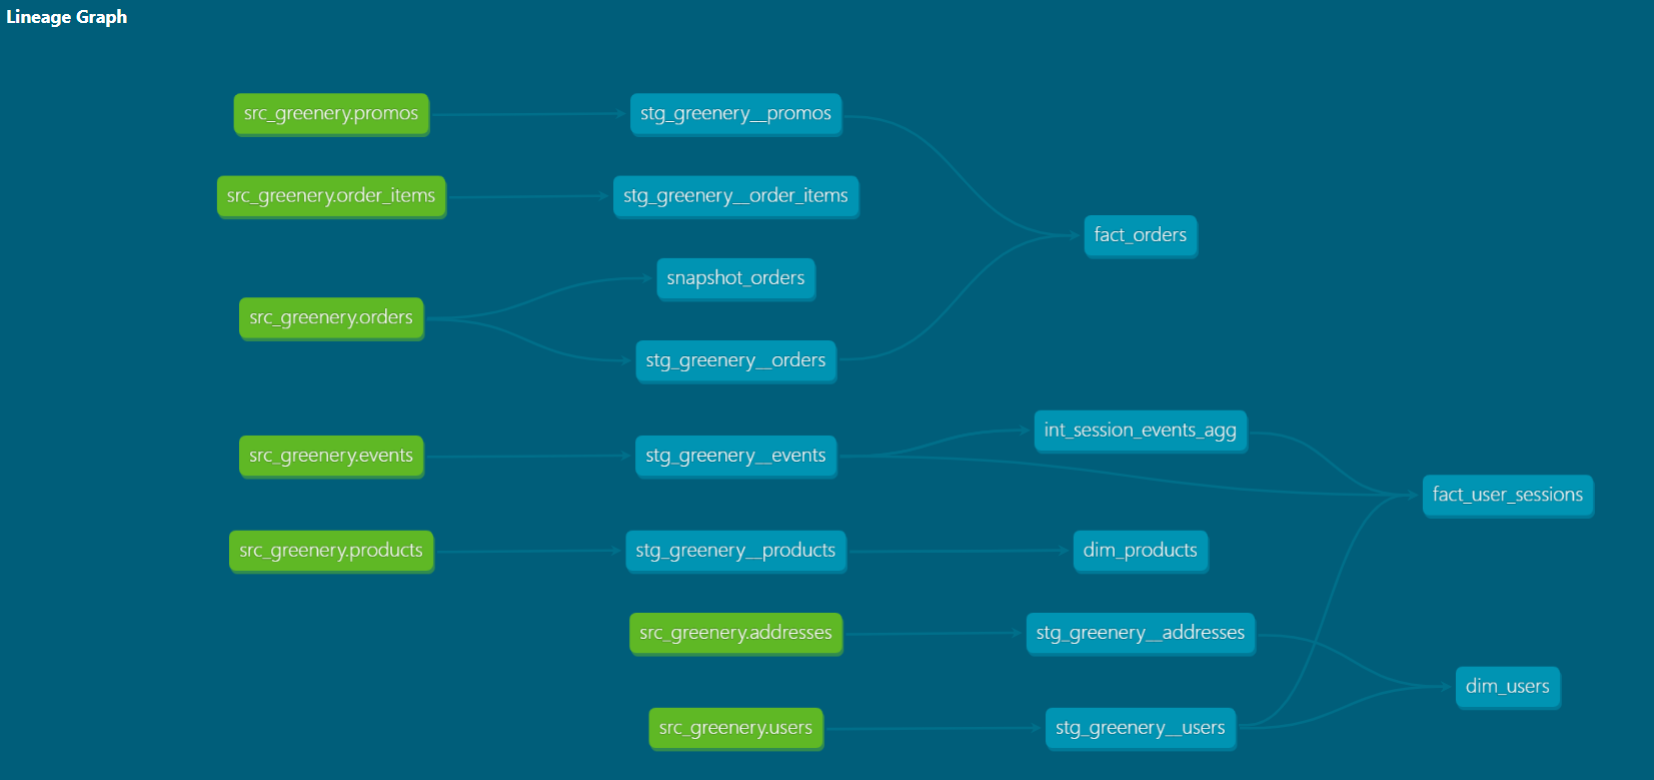 Lineage Graph
src_greenery.promos
stg_greenery__promos
src_greenery.order_items
stg_greenery__order_items
fact_orders
snapshot_orders
src_greenery.orders
stg_greenery__orders
int_session_events_agg
src_greenery.events
stg_greenery__events
fact_user_sessions
src_greenery.products
stg_greenery__products
dim_products
src_greenery.addresses
stg_greenery__addresses
dim_users
src_greenery.users
stg_greenery__users